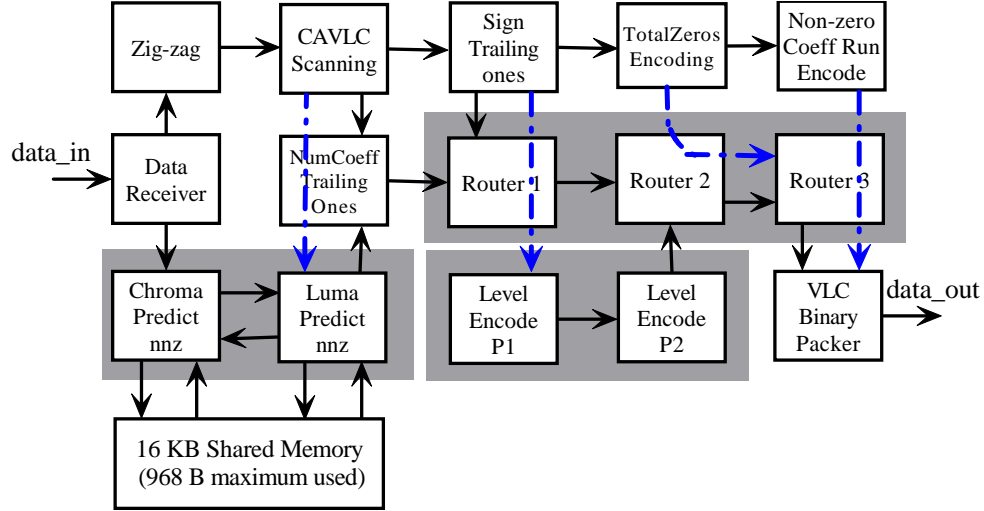 Zig-zag
CAVLC
Scanning
Sign
Trailing
ones
TotalZeros
Encoding
Non-zero
Coeff Run
Encode
data_in
Data
Receiver
NumCoeff
Trailing
Ones
Router 1
Router 2
Router 3
Chroma
Predict
nnz
Luma
Predict
nnz
Level
Encode
P1
Level
Encode
P2
VLC
Binary
Packer
data_out
16 KB Shared Memory
(968 B maximum used)